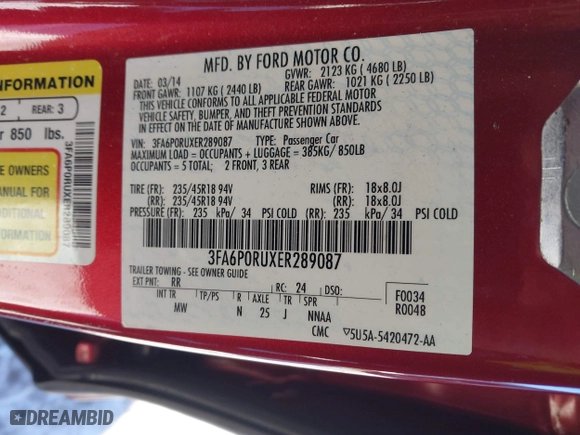 MFD. BY FORD MOTOR CO.
DATE: 03/14 GVWR: 2123 KG ( 4680 LB)
FRONT GAWR: 1107 KG ( 2440 LB) REAR GAWR: 1021 KG ( 2250 LB)
THIS VEHICLE CONFORMS TO ALL APPLICABLE FEDERAL MOTOR
VEHICLE SAFETY, BUMPER, AND THEFT PREVENTION STANDARDS
IN EFFECT ON THE DATE OF MANUFACTURE SHOWN ABOVE.
VIN: 3FA6P0RUXER289087 TYPE: Passenger Car
MAXIMUM LOAD = OCCUPANTS + LUGGAGE = 385KG/ 850LB
OCCUPANTS = 5 TOTAL; 2 FRONT, 3 REAR
TIRE (FR): 235/45R18 94V RIMS (FR): 18x8.0J
(RR): 235/45R18 94V (RR): 18x8.0J
PRESSURE (FR): 235 kPa/ 34 PSI COLD (RR): 235 kPa/ 34 PSI COLD
3FA6P0RUXER289087
TRAILER TOWING - SEE OWNER GUIDE
EXT PNT: RR RC: 24 DSO: F0034
INT TR TP/PS R AXLE TR SPR R0048
MW N 25 J NNAA
CMC 5U5A-5420472-AA
INFORMATION
2 REAR: 3
r 850 lbs.
E OWNERS
MANUAL FOR
DDITIONAL
FORMATION
3FA6P0RUXER289087
DREAMBID